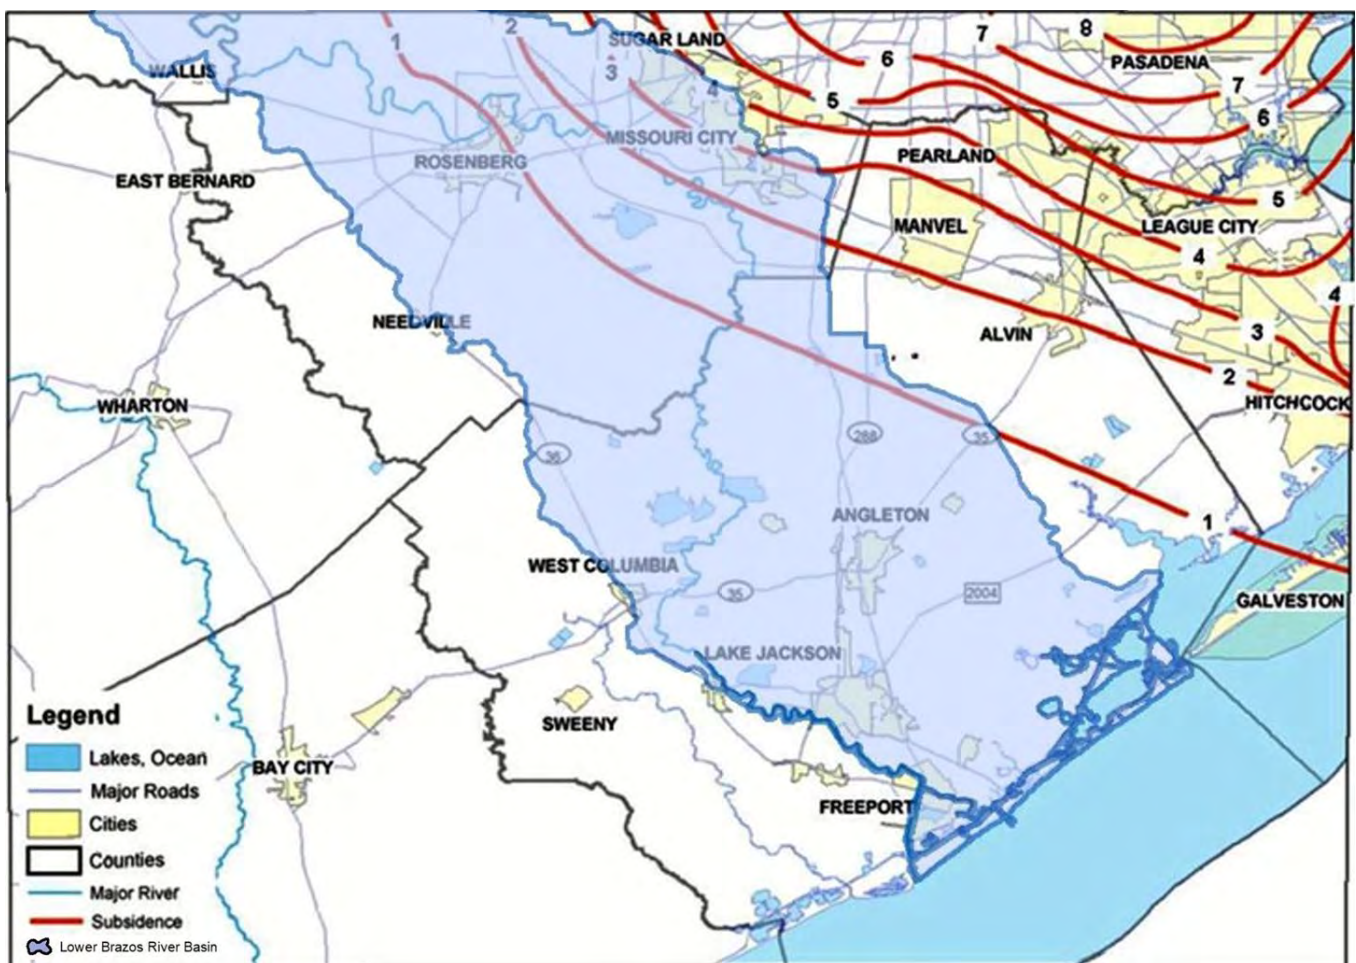 8
7
2
SUGAR LAND
1
6
PASADENA
WALLIS
3
4
7
5
6
MISSOURI CITY
ROSENBERG
PEARLAND
EAST BERNARD
5
MANVEL
LEAGUE CITY
4
4
NEEDVILLE
ALVIN
3
2
WHARTON
HITCHCOCK
288
35
36
ANGLETON
1
WEST COLUMBIA
35
2004
GALVESTON
LAKE JACKSON
SWEENY
BAY CITY
FREEPORT
Legend
Lakes, Ocean
Major Roads
Cities
Counties
Major River
Subsidence
Lower Brazos River Basin